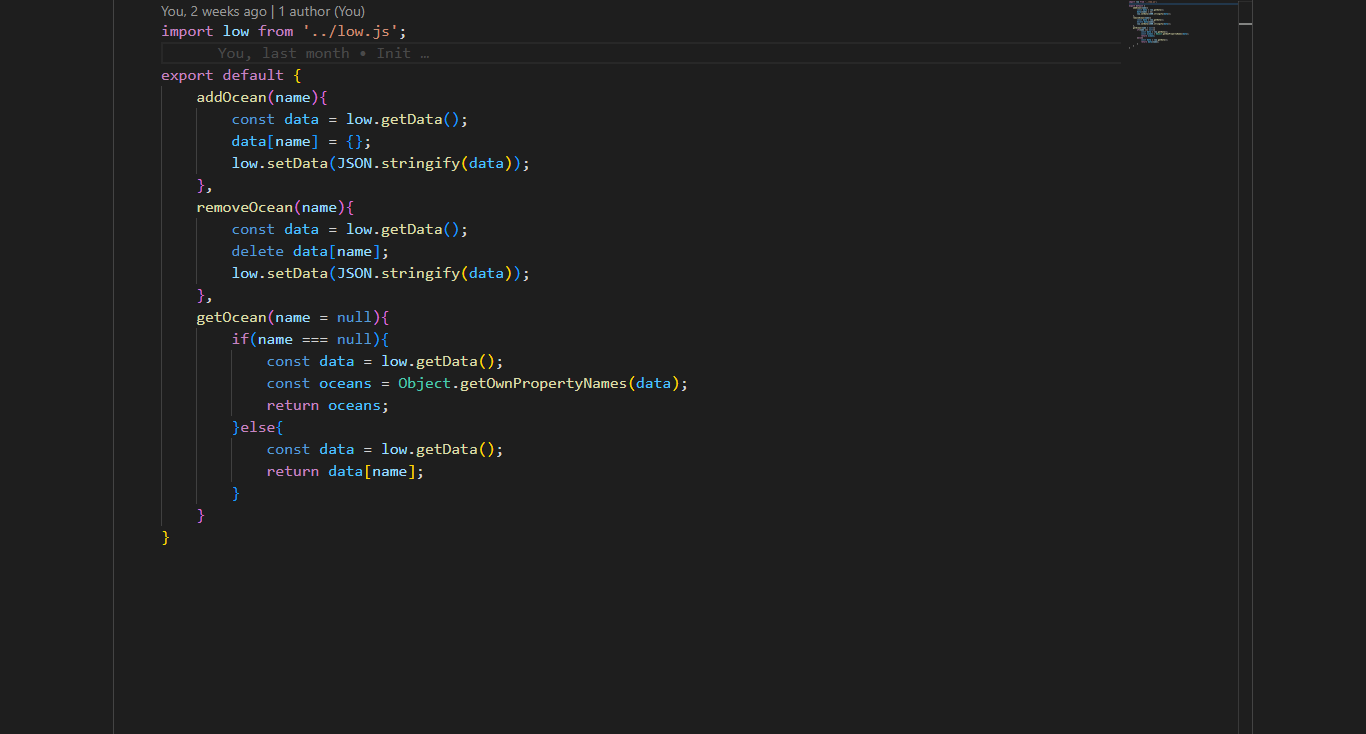 You, 2 weeks ago | 1 author (You)
import low from '../low.js';
You, last month • Init …
export default {
    addOcean(name){
        const data = low.getData();
        data[name] = {};
        low.setData(JSON.stringify(data));
    },
    removeOcean(name){
        const data = low.getData();
        delete data[name];
        low.setData(JSON.stringify(data));
    },
    getOcean(name = null){
        if(name === null){
            const data = low.getData();
            const oceans = Object.getOwnPropertyNames(data);
            return oceans;
        }else{
            const data = low.getData();
            return data[name];
        }
    }
}